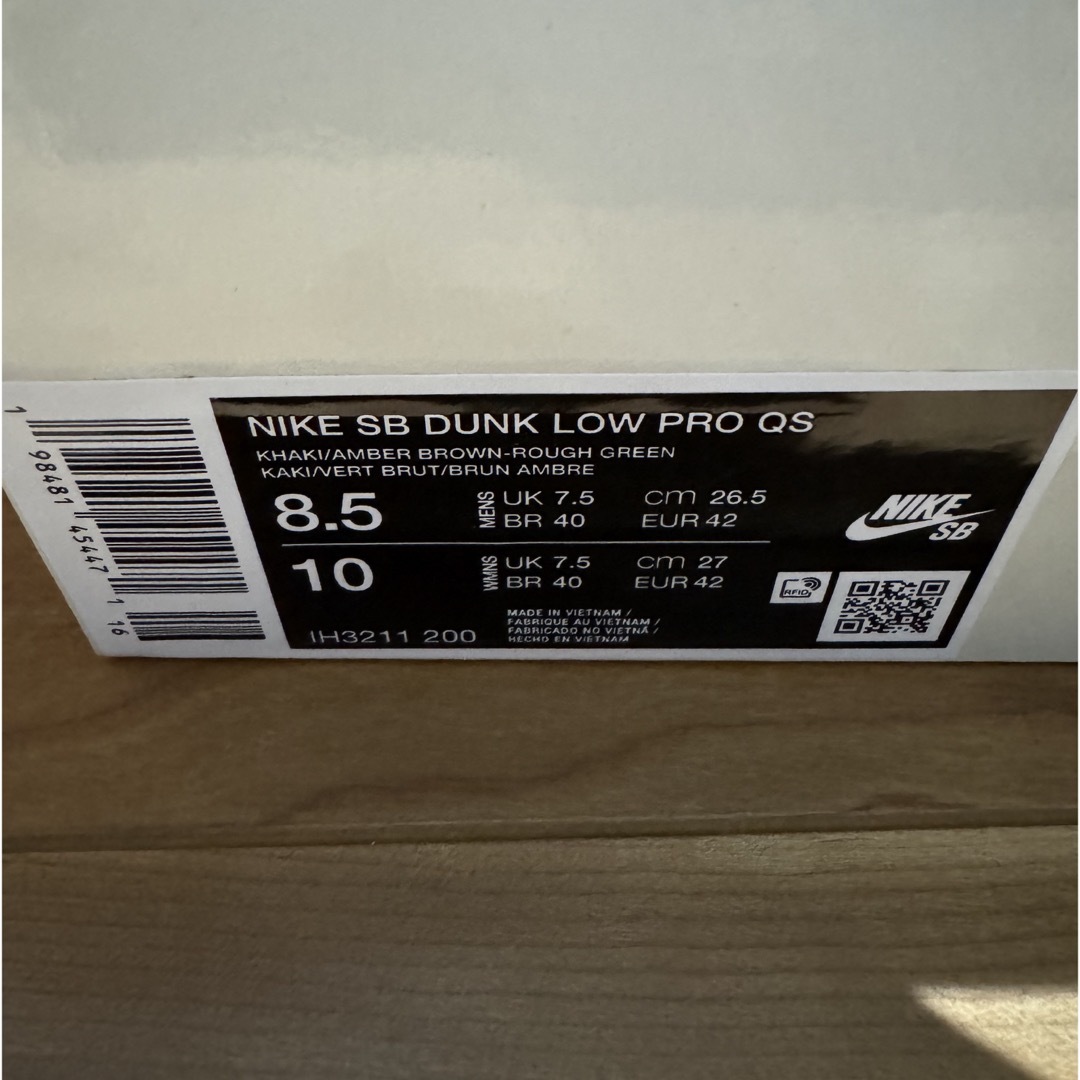 NIKE SB DUNK LOW PRO QS
KHAKI/AMBER BROWN-ROUGH GREEN
KAKI/VERT BRUT/BRUN AMBRE
8.5 MENS UK 7.5 cm 26.5
BR 40 EUR 42
10 WMNS UK 7.5 cm 27
BR 40 EUR 42
IH3211 200
MADE IN VIETNAM /
FABRIQUE AU VIETNAM /
FABRICADO NO VIETNÃ /
HECHO EN VIETNAM
NIKE
SB
RFID
1 98481 45447 1 16